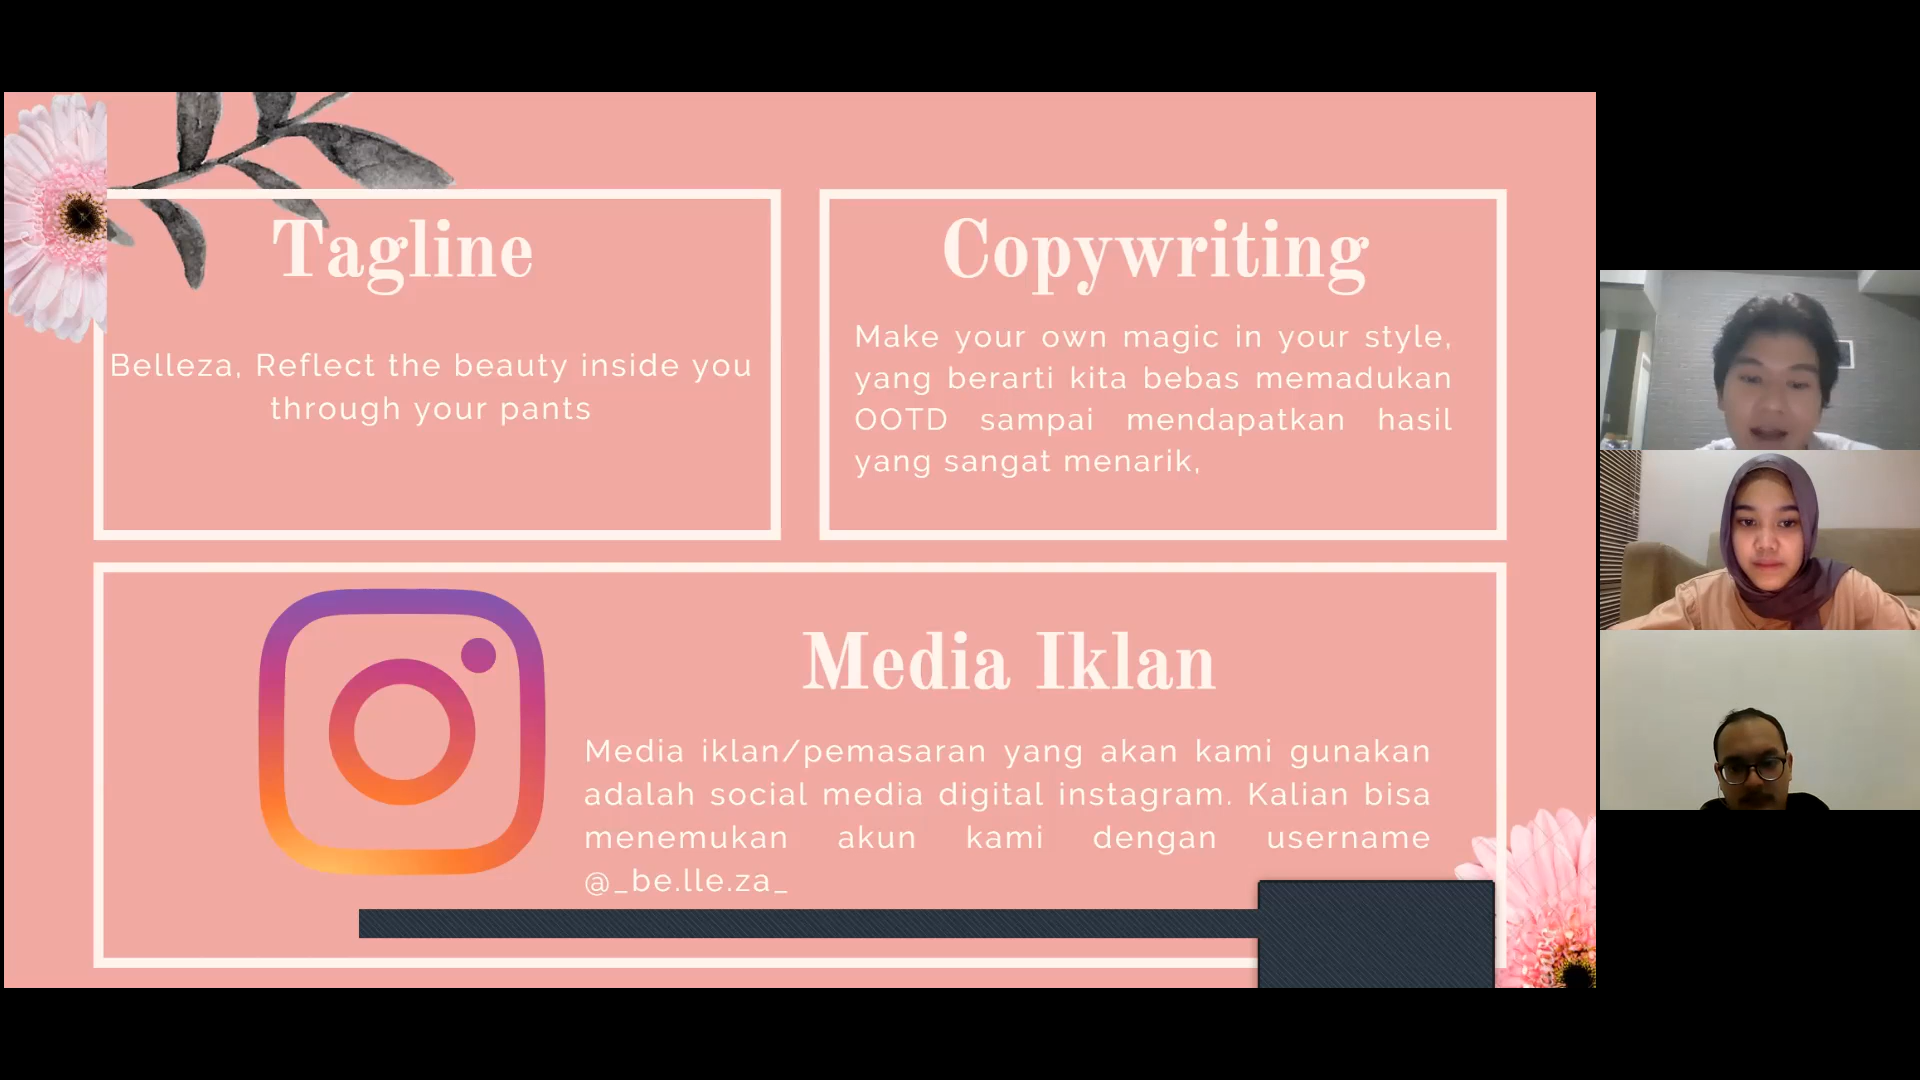 Tagline
Belleza, Reflect the beauty inside you
through your pants
Copywriting
Make your own magic in your style,
yang berarti kita bebas memadukan
OOTD sampai mendapatkan hasil
yang sangat menarik,
Media Iklan
Media iklan/pemasaran yang akan kami gunakan
adalah social media digital instagram. Kalian bisa
menemukan akun kami dengan username
@_be.lle.za_